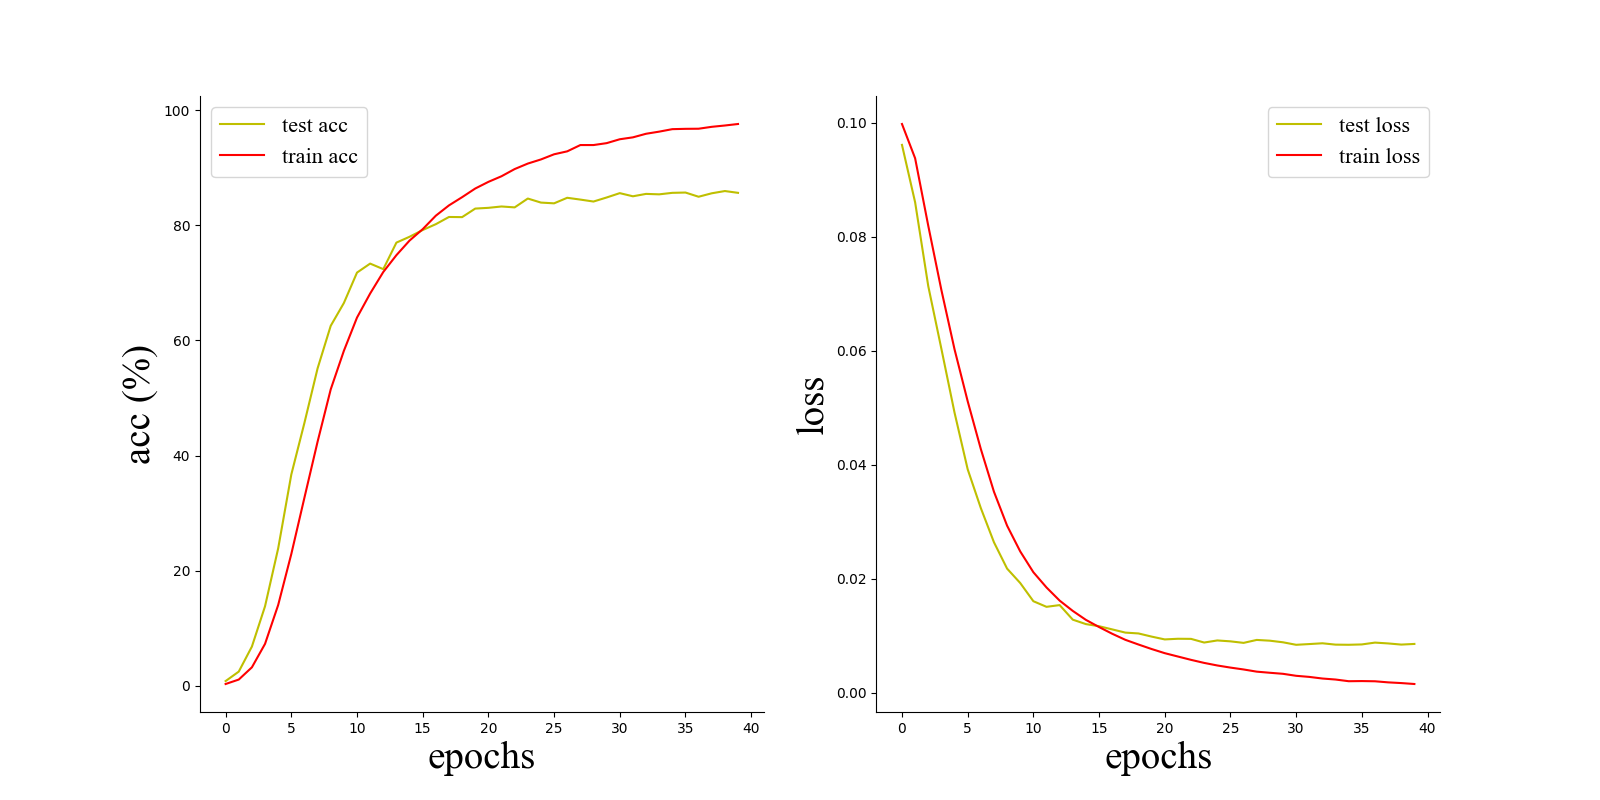 test acc
train acc
acc (%)
100
80
60
40
20
0
0 5 10 15 20 25 30 35 40
epochs
test loss
train loss
loss
0.10
0.08
0.06
0.04
0.02
0.00
0 5 10 15 20 25 30 35 40
epochs